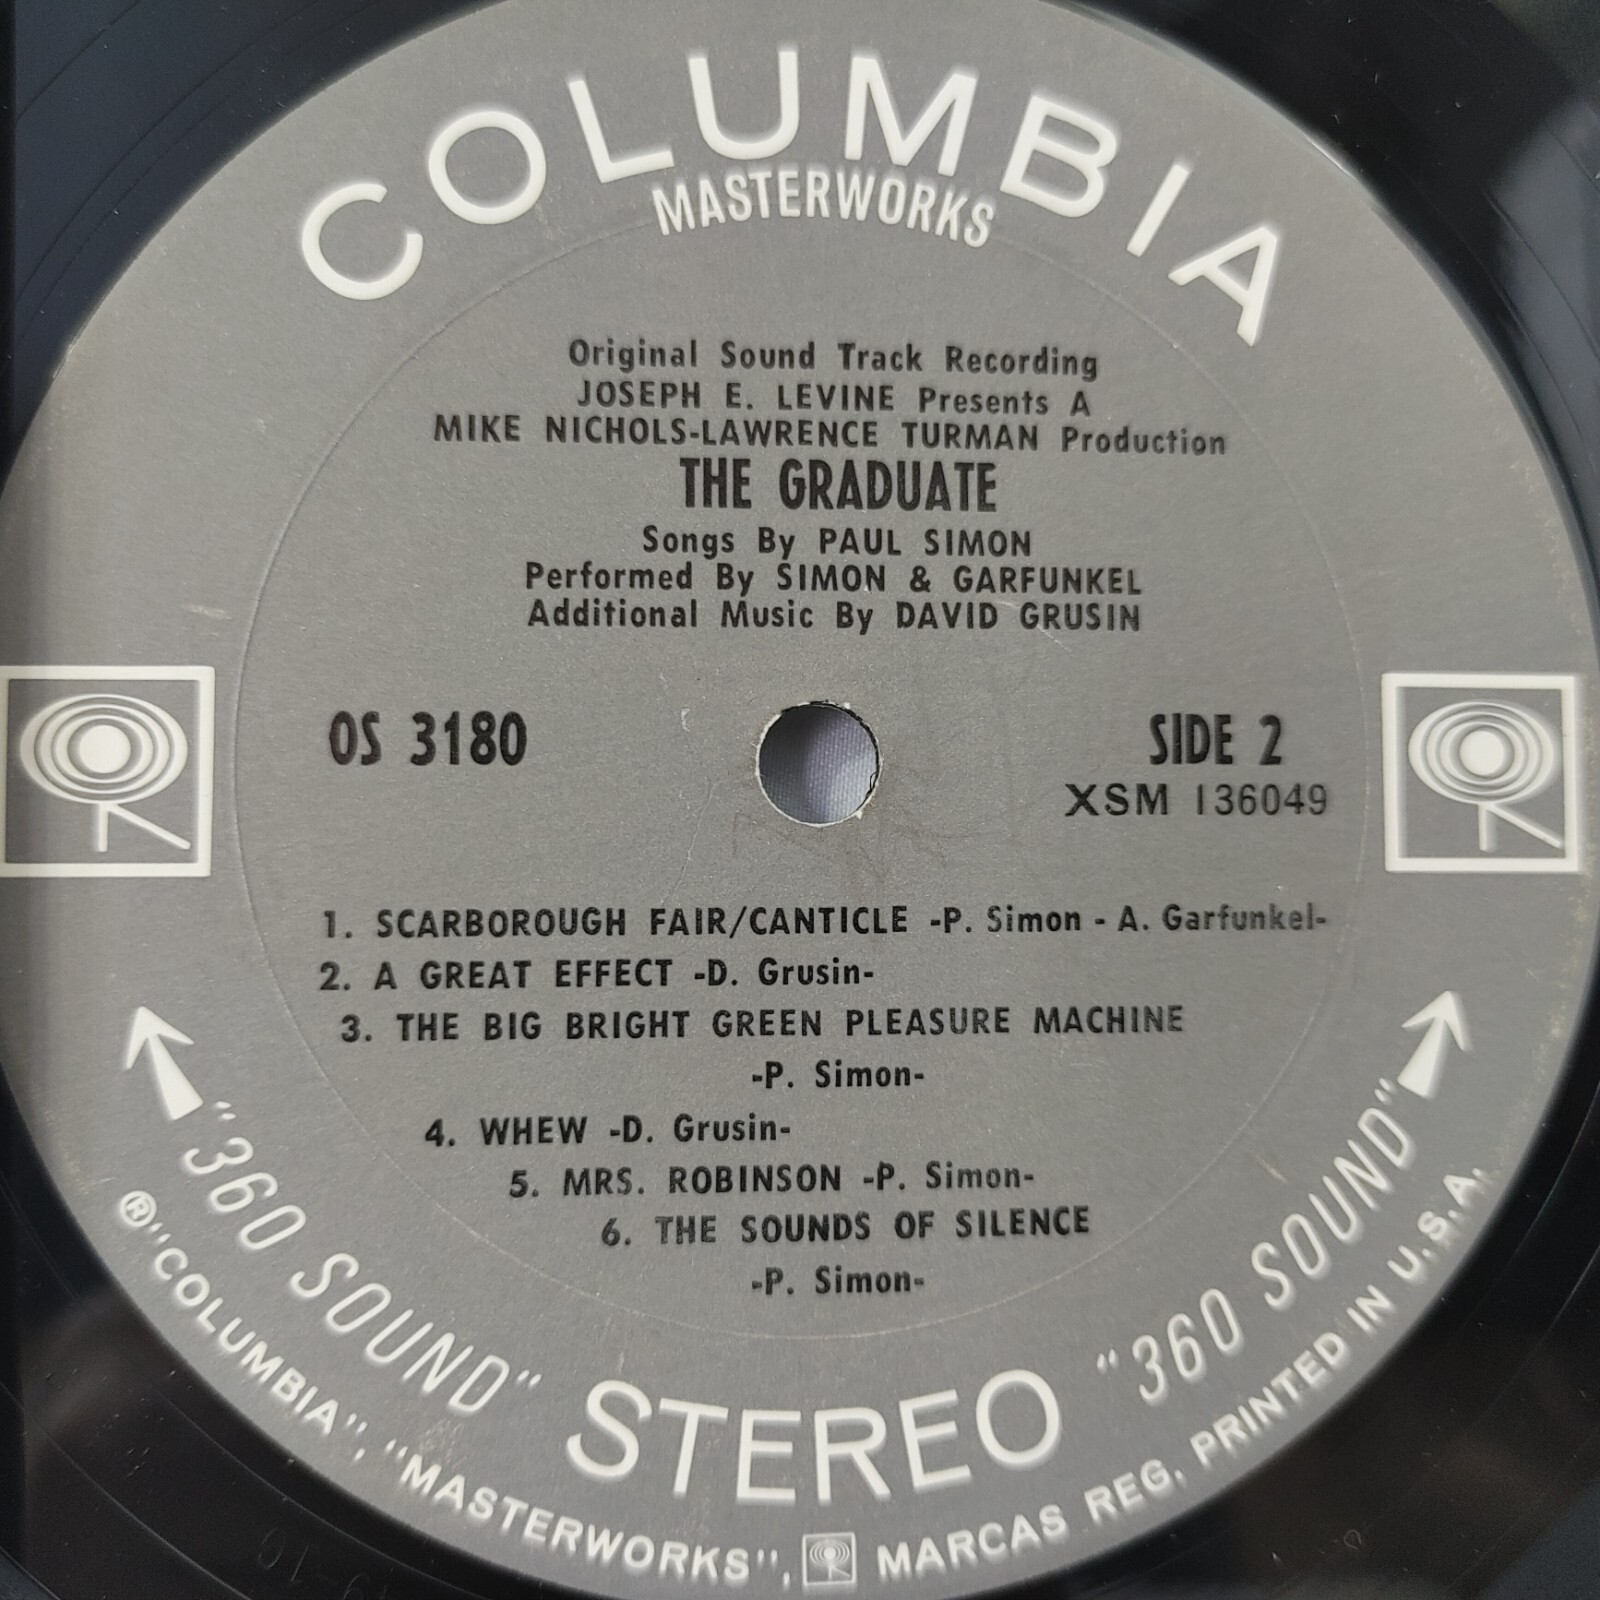 COLUMBIA
MASTERWORKS
Original Sound Track Recording
JOSEPH E. LEVINE Presents A
MIKE NICHOLS-LAWRENCE TURMAN Production
THE GRADUATE
Songs By PAUL SIMON
Performed By SIMON & GARFUNKEL
Additional Music By DAVID GRUSIN
OS 3180
SIDE 2
XSM 136049
1. SCARBOROUGH FAIR/CANTICLE -P. Simon - A. Garfunkel-
2. A GREAT EFFECT -D. Grusin-
3. THE BIG BRIGHT GREEN PLEASURE MACHINE
-P. Simon-
4. WHEW -D. Grusin-
5. MRS. ROBINSON -P. Simon-
6. THE SOUNDS OF SILENCE
-P. Simon-
"360 SOUND" STEREO "360 SOUND"
®"COLUMBIA", "MASTERWORKS", MARCAS REG. PRINTED IN U.S.A.